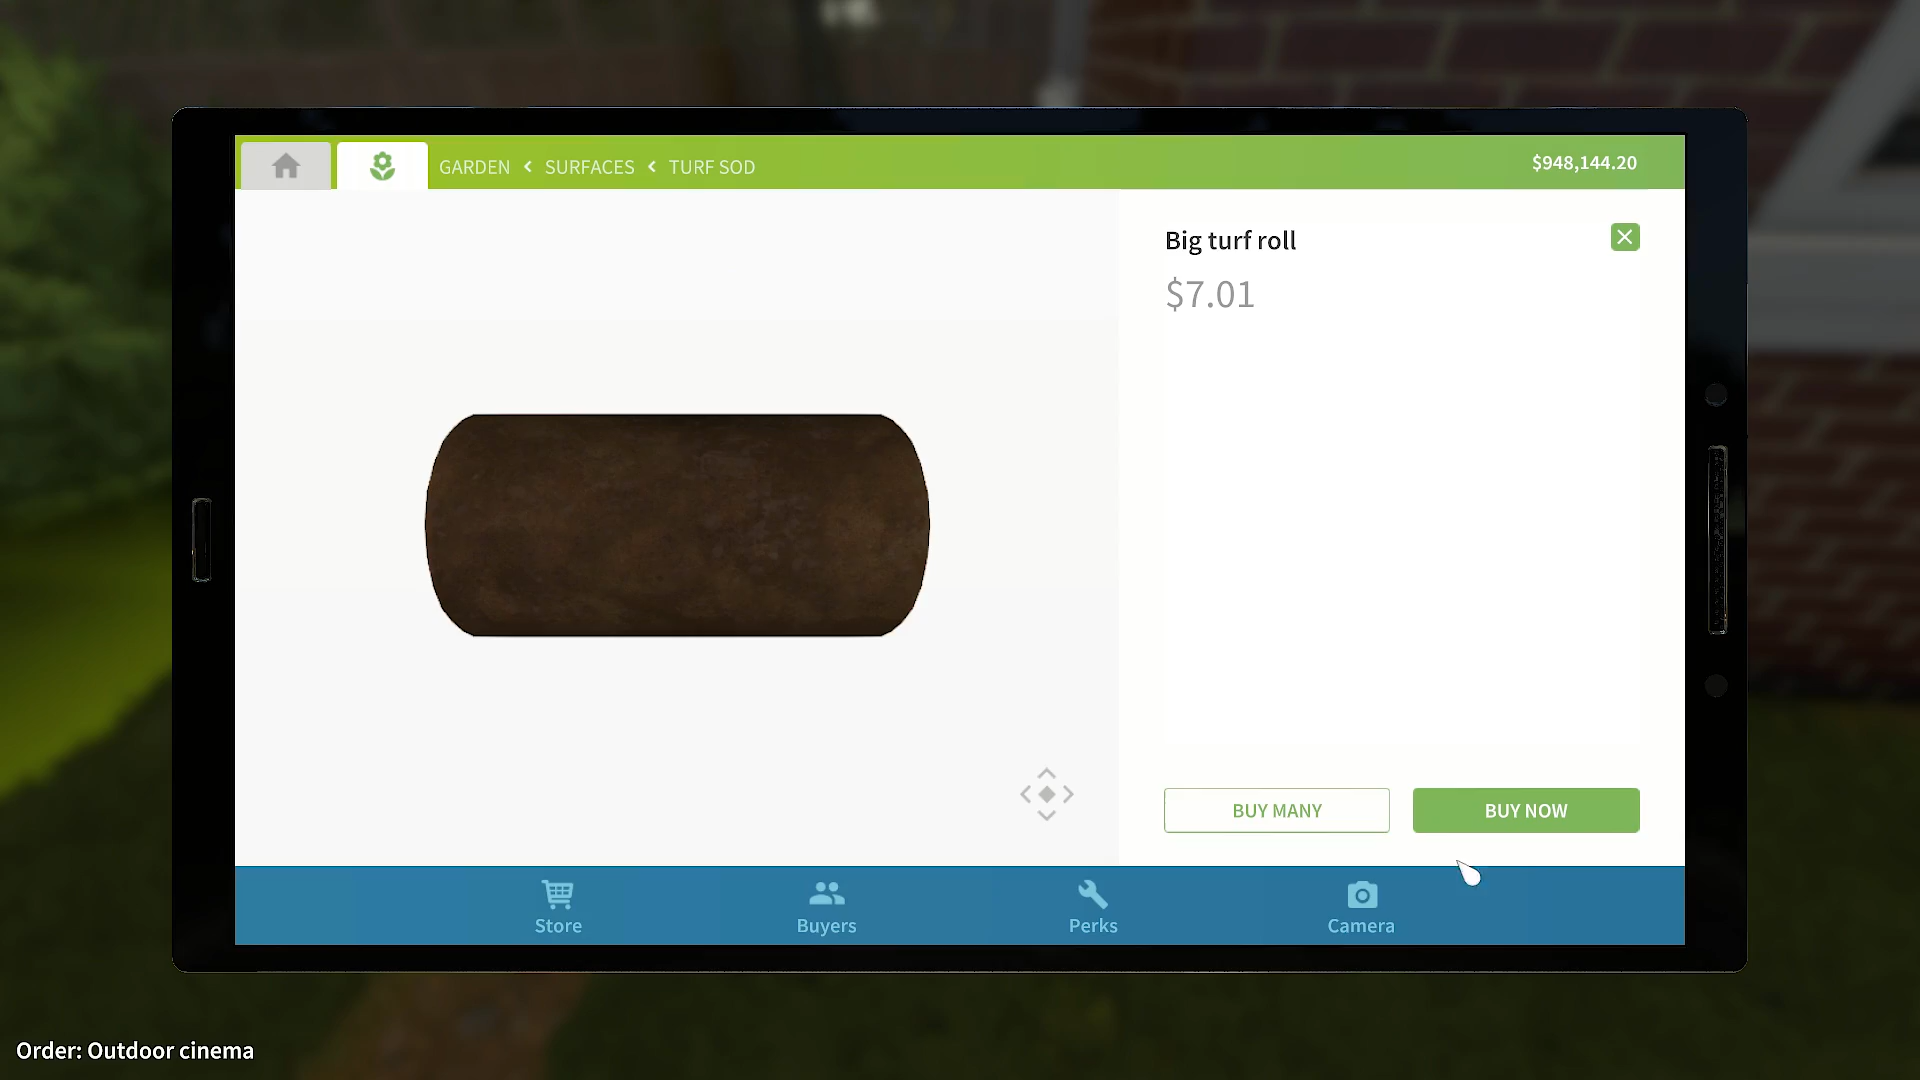 GARDEN < SURFACES < TURF SOD
$948,144.20
Big turf roll
$7.01
BUY MANY
BUY NOW
Store
Buyers
Perks
Camera
Order: Outdoor cinema